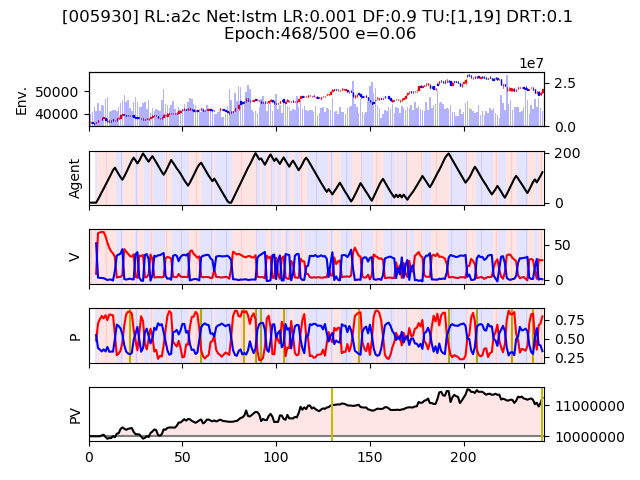 [005930] RL:a2c Net:lstm LR:0.001 DF:0.9 TU:[1,19] DRT:0.1
Epoch:468/500 e=0.06
1e7
Env.
50000
40000
2.5
0.0
Agent
200
0
V
50
0
P
0.75
0.50
0.25
PV
11000000
10000000
0 50 100 150 200